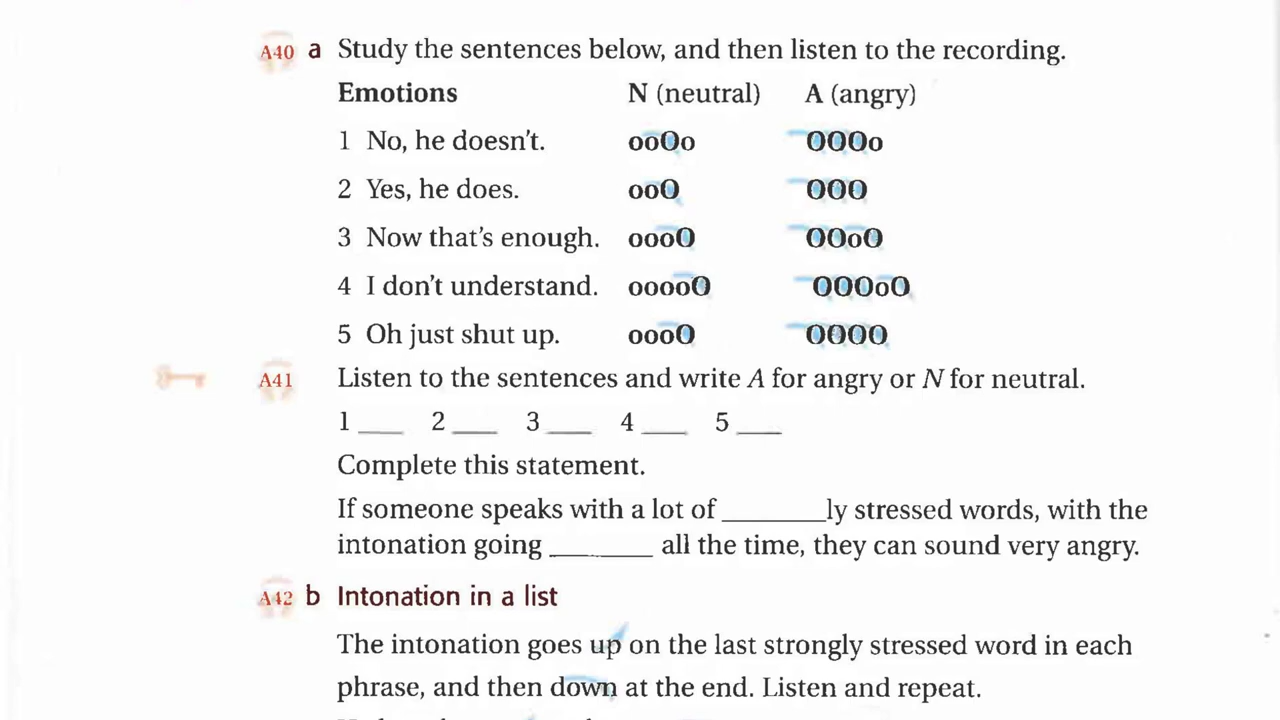 A40 a Study the sentences below, and then listen to the recording.
Emotions N (neutral) A (angry)
1 No, he doesn't. ooOo OOOo
2 Yes, he does. ooO OOO
3 Now that's enough. oooO OOoO
4 I don't understand. ooooO OOOoO
5 Oh just shut up. oooO OOOO
A41 Listen to the sentences and write A for angry or N for neutral.
1 ___ 2 ___ 3 ___ 4 ___ 5 ___
Complete this statement.
If someone speaks with a lot of _______ly stressed words, with the
intonation going _______ all the time, they can sound very angry.
A42 b Intonation in a list
The intonation goes up on the last strongly stressed word in each
phrase, and then down at the end. Listen and repeat.